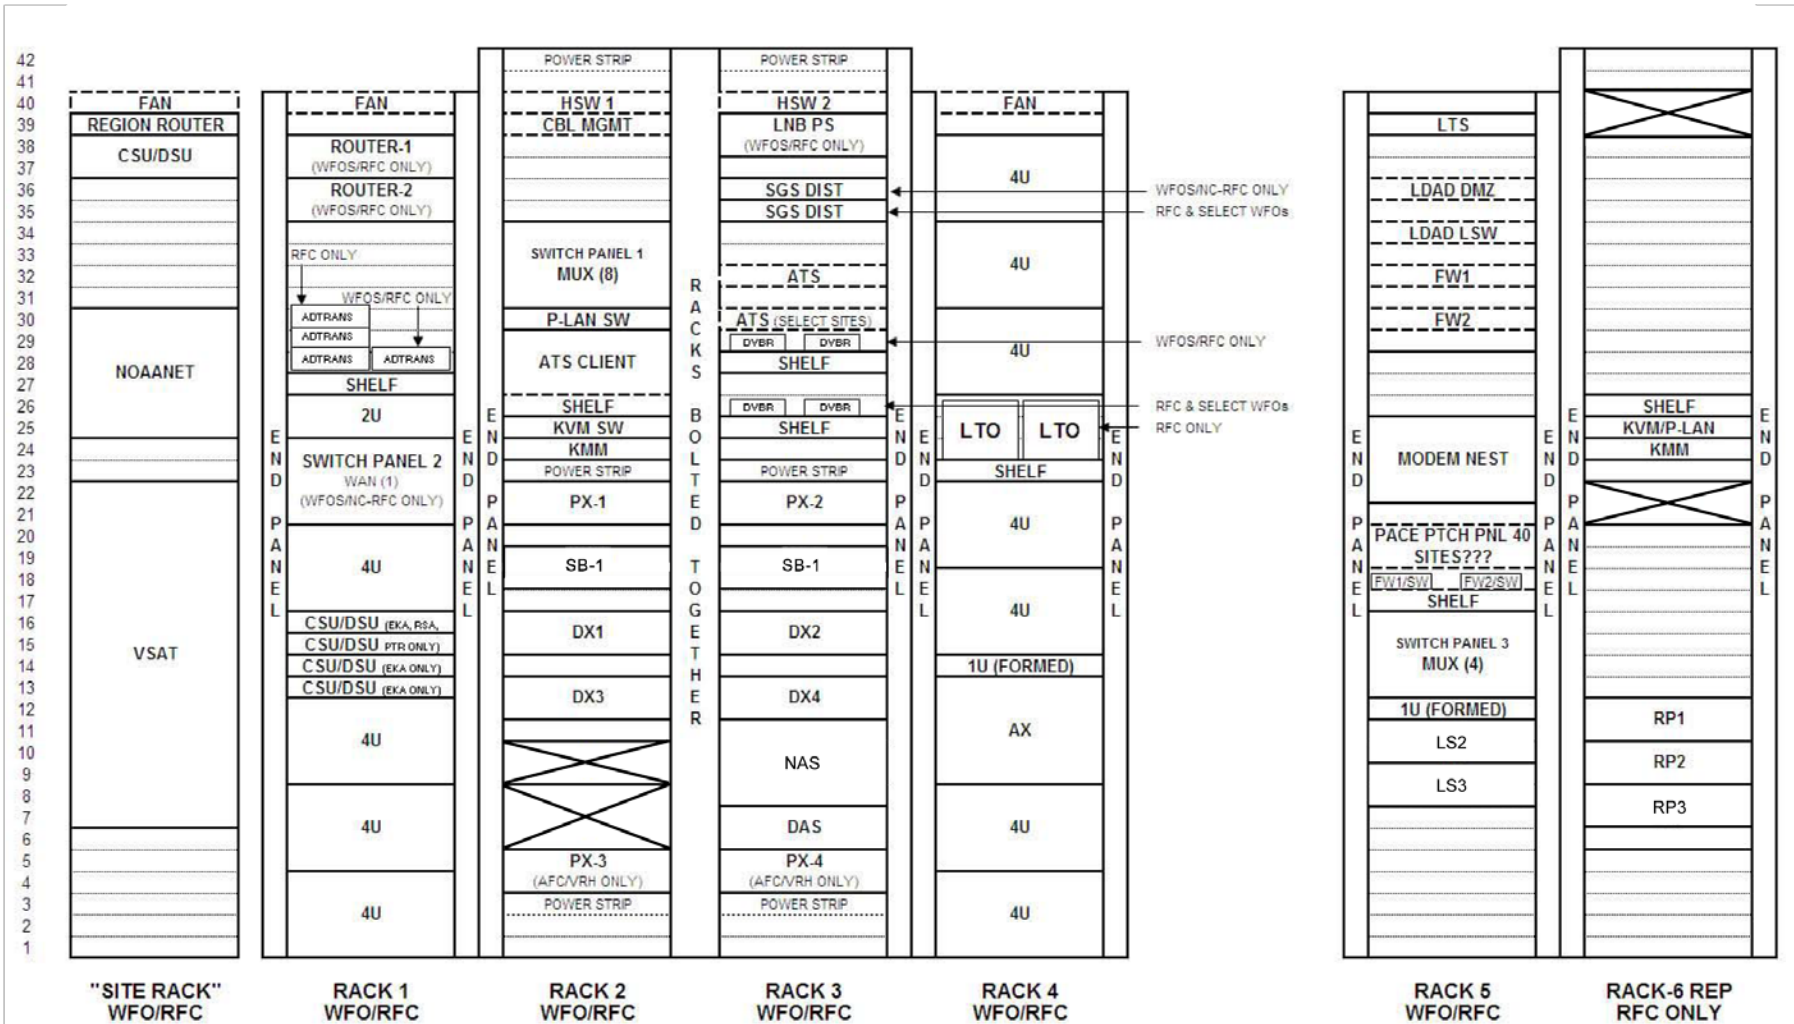 42
41
40
39
38
37
36
35
34
33
32
31
30
29
28
27
26
25
24
23
22
21
20
19
18
17
16
15
14
13
12
11
10
9
8
7
6
5
4
3
2
1
FAN
REGION ROUTER
CSU/DSU
NOAANET
VSAT
"SITE RACK"
WFO/RFC
END PANEL
FAN
ROUTER-1
(WFOS/RFC ONLY)
ROUTER-2
(WFOS/RFC ONLY)
RFC ONLY
WFOS/RFC ONLY
ADTRANS
ADTRANS
ADTRANS ADTRANS
SHELF
2U
SWITCH PANEL 2
WAN (1)
(WFOS/NC-RFC ONLY)
4U
CSU/DSU (EKA, RSA,
CSU/DSU PTR ONLY)
CSU/DSU (EKA ONLY)
CSU/DSU (EKA ONLY)
4U
4U
4U
RACK 1
WFO/RFC
END PANEL
END PANEL
POWER STRIP
HSW 1
CBL MGMT
SWITCH PANEL 1
MUX (8)
P-LAN SW
ATS CLIENT
SHELF
KVM SW
KMM
POWER STRIP
PX-1
SB-1
DX1
DX3
PX-3
(AFC/VRH ONLY)
POWER STRIP
RACK 2
WFO/RFC
RACKS BOLTED TOGETHER
POWER STRIP
HSW 2
LNB PS
(WFOS/RFC ONLY)
SGS DIST
SGS DIST
ATS
ATS (SELECT SITES)
DVBR DVBR
SHELF
DVBR DVBR
SHELF
POWER STRIP
PX-2
SB-1
DX2
DX4
NAS
DAS
PX-4
(AFC/VRH ONLY)
POWER STRIP
RACK 3
WFO/RFC
END PANEL
END PANEL
FAN
4U
4U
4U
LTO LTO
SHELF
4U
4U
1U (FORMED)
AX
4U
4U
RACK 4
WFO/RFC
END PANEL
WFOS/NC-RFC ONLY
RFC & SELECT WFOs
WFOS/RFC ONLY
RFC & SELECT WFOs
RFC ONLY
END PANEL
LTS
LDAD DMZ
LDAD LSW
FW1
FW2
MODEM NEST
PACE PTCH PNL 40
SITES???
FW1/SW FW2/SW
SHELF
SWITCH PANEL 3
MUX (4)
1U (FORMED)
LS2
LS3
RACK 5
WFO/RFC
END PANEL
END PANEL
SHELF
KVM/P-LAN
KMM
RP1
RP2
RP3
RACK-6 REP
RFC ONLY
END PANEL